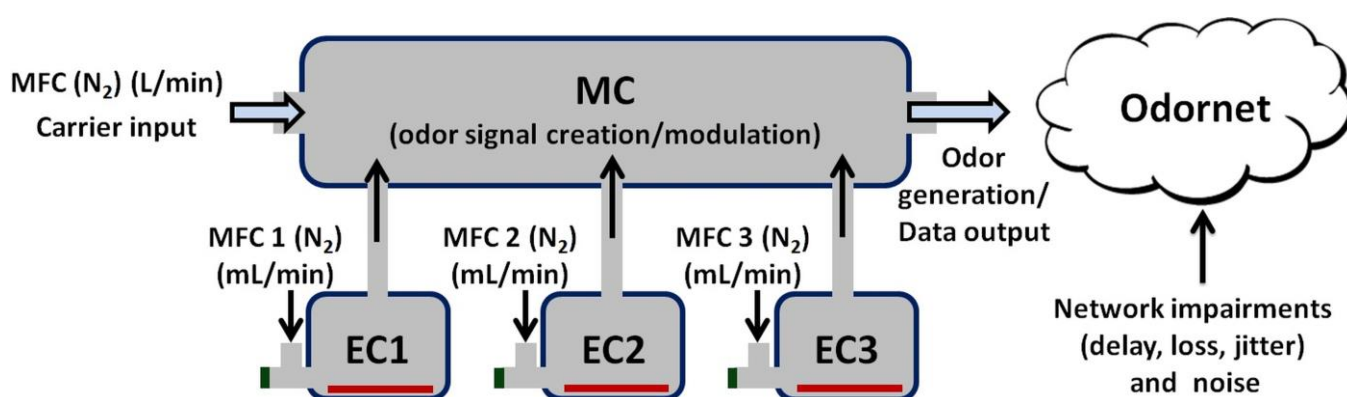 MFC (N₂) (L/min)
Carrier input
MC
(odor signal creation/modulation)
Odor
generation/
Data output
Odornet
MFC 1 (N₂)
(mL/min)
MFC 2 (N₂)
(mL/min)
MFC 3 (N₂)
(mL/min)
EC1
EC2
EC3
Network impairments
(delay, loss, jitter)
and noise